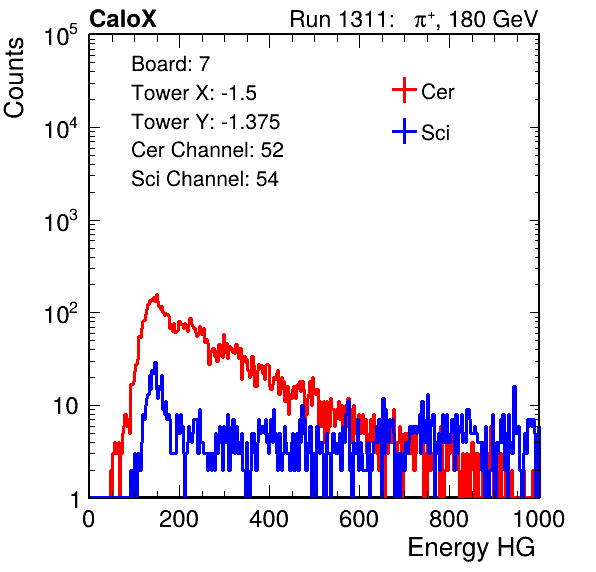 CaloX Run 1311: π⁺, 180 GeV
Counts
10⁵
10⁴
10³
10²
10
1
Board: 7
Tower X: -1.5
Tower Y: -1.375
Cer Channel: 52
Sci Channel: 54
Cer
Sci
0 200 400 600 800 1000
Energy HG